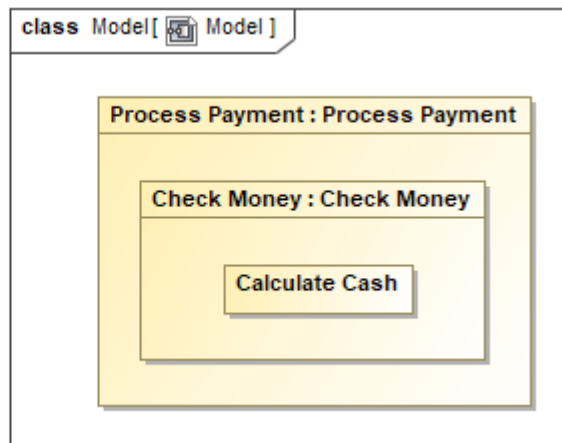 class Model[ Model ]
Process Payment : Process Payment
Check Money : Check Money
Calculate Cash